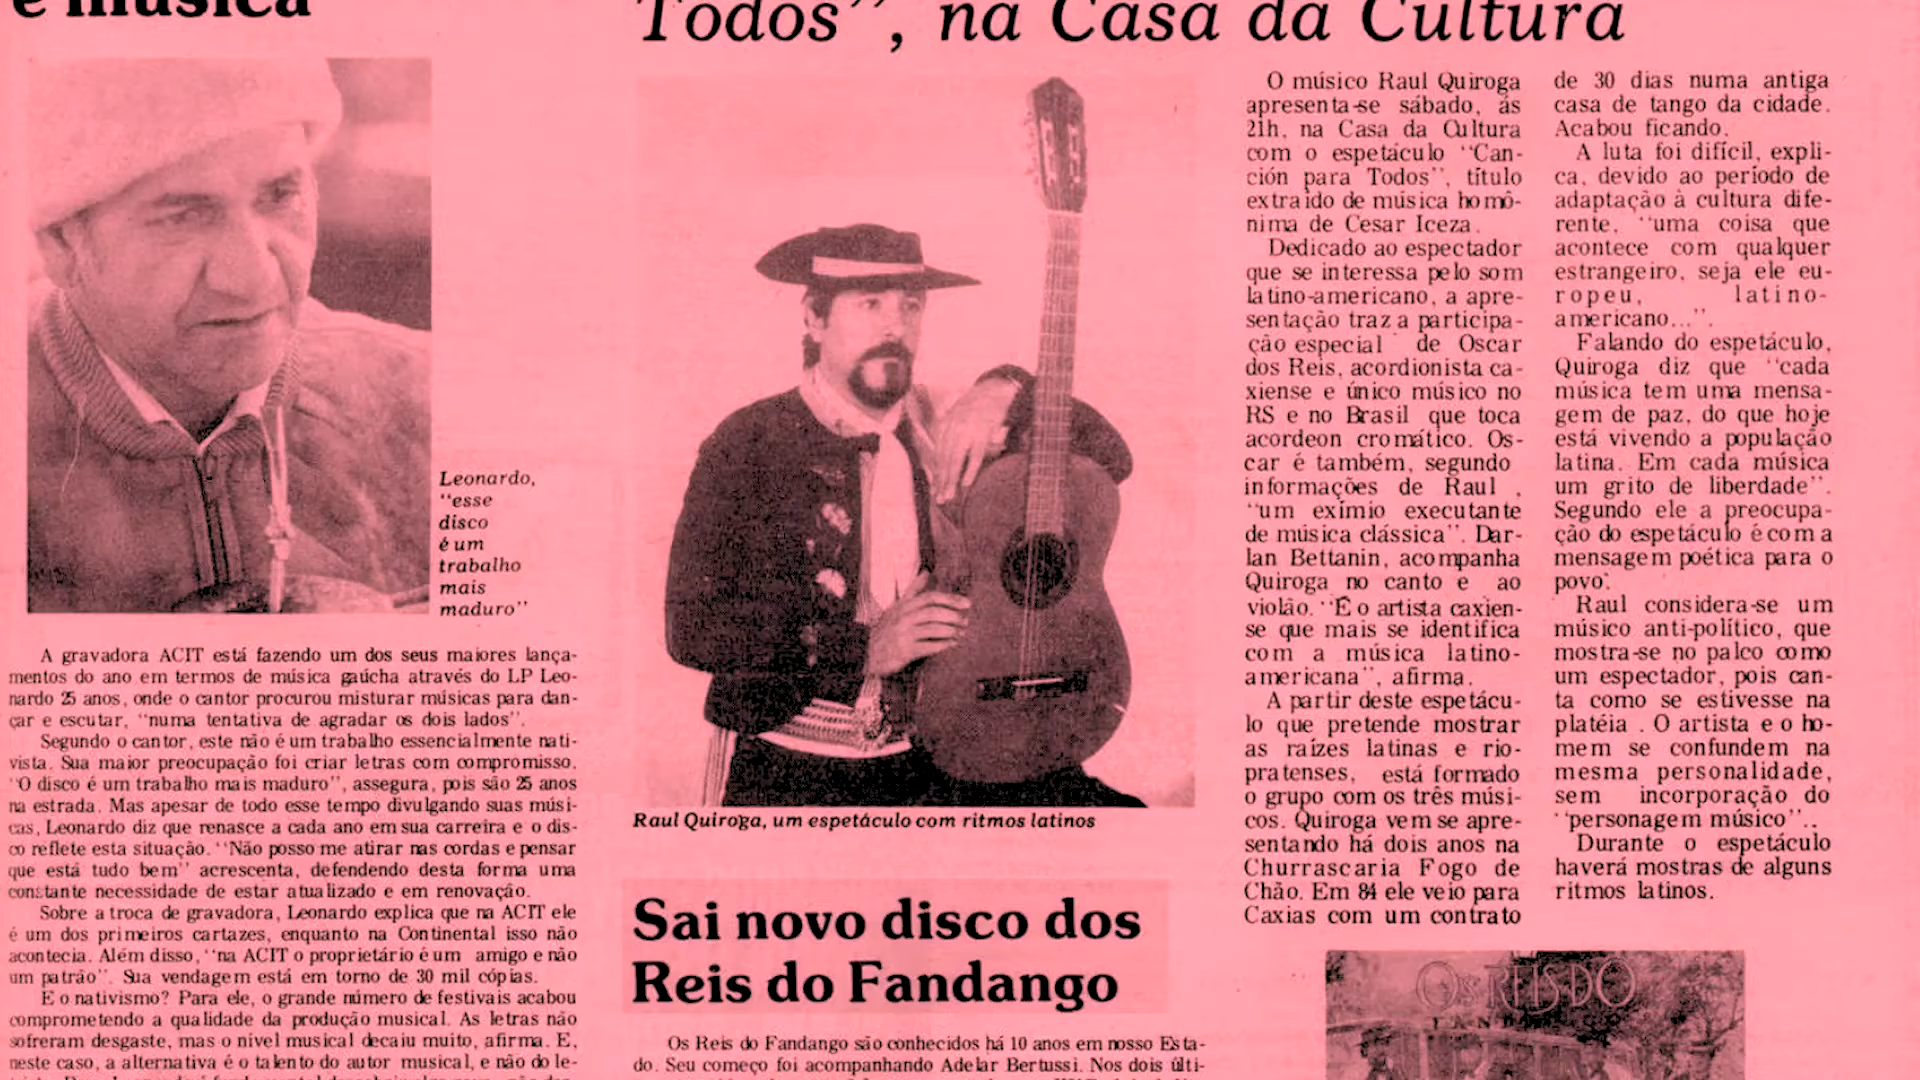 e música
Todos”, na Casa da Cultura
Leonardo,
“esse
disco
é um
trabalho
mais
maduro”
A gravadora ACIT está fazendo um dos seus maiores lança-
mentos do ano em termos de música gaúcha através do LP Leo-
nardo 25 anos, onde o cantor procurou misturar músicas para dan-
çar e escutar, “numa tentativa de agradar os dois lados”.
Segundo o cantor, este não é um trabalho essencialmente nati-
vista. Sua maior preocupação foi criar letras com compromisso.
“O disco é um trabalho mais maduro”, assegura, pois são 25 anos
na estrada. Mas apesar de todo esse tempo divulgando suas músi-
cas, Leonardo diz que renasce a cada ano em sua carreira e o dis-
co reflete esta situação. “Não posso me atirar nas cordas e pensar
que está tudo bem” acrescenta, defendendo desta forma uma
constante necessidade de estar atualizado e em renovação.
Sobre a troca de gravadora, Leonardo explica que na ACIT ele
é um dos primeiros cartazes, enquanto na Continental isso não
acontecia. Além disso, “na ACIT o proprietário é um amigo e não
um patrão”. Sua vendagem está em torno de 30 mil cópias.
E o nativismo? Para ele, o grande número de festivais acabou
comprometendo a qualidade da produção musical. As letras não
sofreram desgaste, mas o nível musical decaiu muito, afirma. E,
neste caso, a alternativa é o talento do autor musical, e não do le-
Raul Quiroga, um espetáculo com ritmos latinos
Sai novo disco dos
Reis do Fandango
Os Reis do Fandango são conhecidos há 10 anos em nosso Esta-
do. Seu começo foi acompanhando Adelar Bertussi. Nos dois últi-
O músico Raul Quiroga
apresenta-se sábado, ás
21h, na Casa da Cultura
com o espetáculo “Can-
ción para Todos”, título
extraído de música homô-
nima de Cesar Iceza.
Dedicado ao espectador
que se interessa pelo som
latino-americano, a apre-
sentação traz a participa-
ção especial de Oscar
dos Reis, acordionista ca-
xiense e único músico no
RS e no Brasil que toca
acordeon cromático. Os-
car é também, segundo
informações de Raul ,
“um exímio executante
de música clássica”. Dar-
lan Bettanin, acompanha
Quiroga no canto e ao
violão. “É o artista caxien-
se que mais se identifica
com a música latino-
americana”, afirma.
A partir deste espetácu-
lo que pretende mostrar
as raízes latinas e rio-
pratenses, está formado
o grupo com os três músi-
cos. Quiroga vem se apre-
sentando há dois anos na
Churrascaria Fogo de
Chão. Em 84 ele veio para
Caxias com um contrato
de 30 dias numa antiga
casa de tango da cidade.
Acabou ficando.
A luta foi difícil, expli-
ca, devido ao período de
adaptação à cultura dife-
rente, “uma coisa que
acontece com qualquer
estrangeiro, seja ele eu-
ropeu, latino-
americano...”.
Falando do espetáculo,
Quiroga diz que “cada
música tem uma mensa-
gem de paz, do que hoje
está vivendo a população
latina. Em cada música
um grito de liberdade”.
Segundo ele a preocupa-
ção do espetáculo é com a
mensagem poética para o
povo”.
Raul considera-se um
músico anti-político, que
mostra-se no palco como
um espectador, pois can-
ta como se estivesse na
platéia . O artista e o ho-
mem se confundem na
mesma personalidade,
sem incorporação do
“personagem músico”..
Durante o espetáculo
haverá mostras de alguns
ritmos latinos.
Os REIS DO
FANDANGO